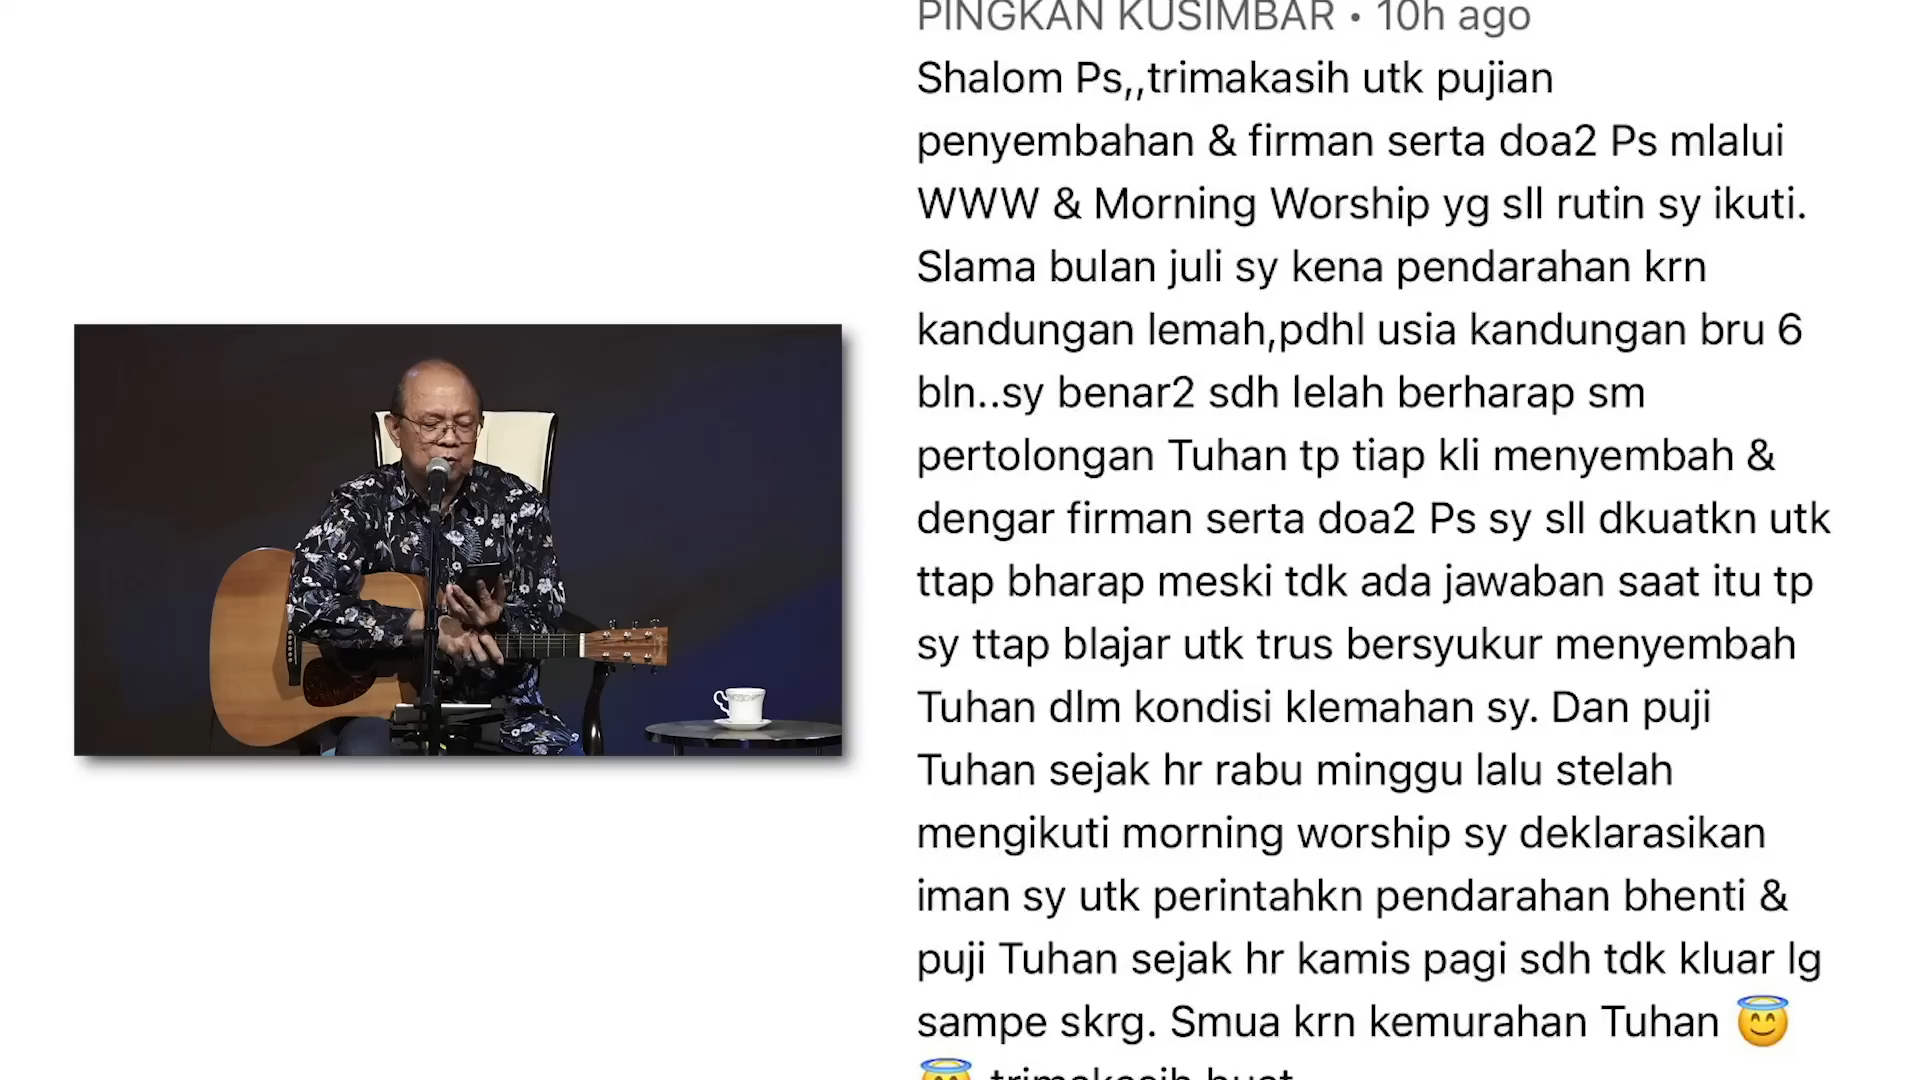 PINGKAN KUSIMBAR • 10h ago
Shalom Ps,,trimakasih utk pujian
penyembahan & firman serta doa2 Ps mlalui
WWW & Morning Worship yg sll rutin sy ikuti.
Slama bulan juli sy kena pendarahan krn
kandungan lemah,pdhl usia kandungan bru 6
bln..sy benar2 sdh lelah berharap sm
pertolongan Tuhan tp tiap kli menyembah &
dengar firman serta doa2 Ps sy sll dkuatkn utk
ttap bharap meski tdk ada jawaban saat itu tp
sy ttap blajar utk trus bersyukur menyembah
Tuhan dlm kondisi klemahan sy. Dan puji
Tuhan sejak hr rabu minggu lalu stelah
mengikuti morning worship sy deklarasikan
iman sy utk perintahkn pendarahan bhenti &
puji Tuhan sejak hr kamis pagi sdh tdk kluar lg
sampe skrg. Smua krn kemurahan Tuhan 😇
😇 trimakasih buat